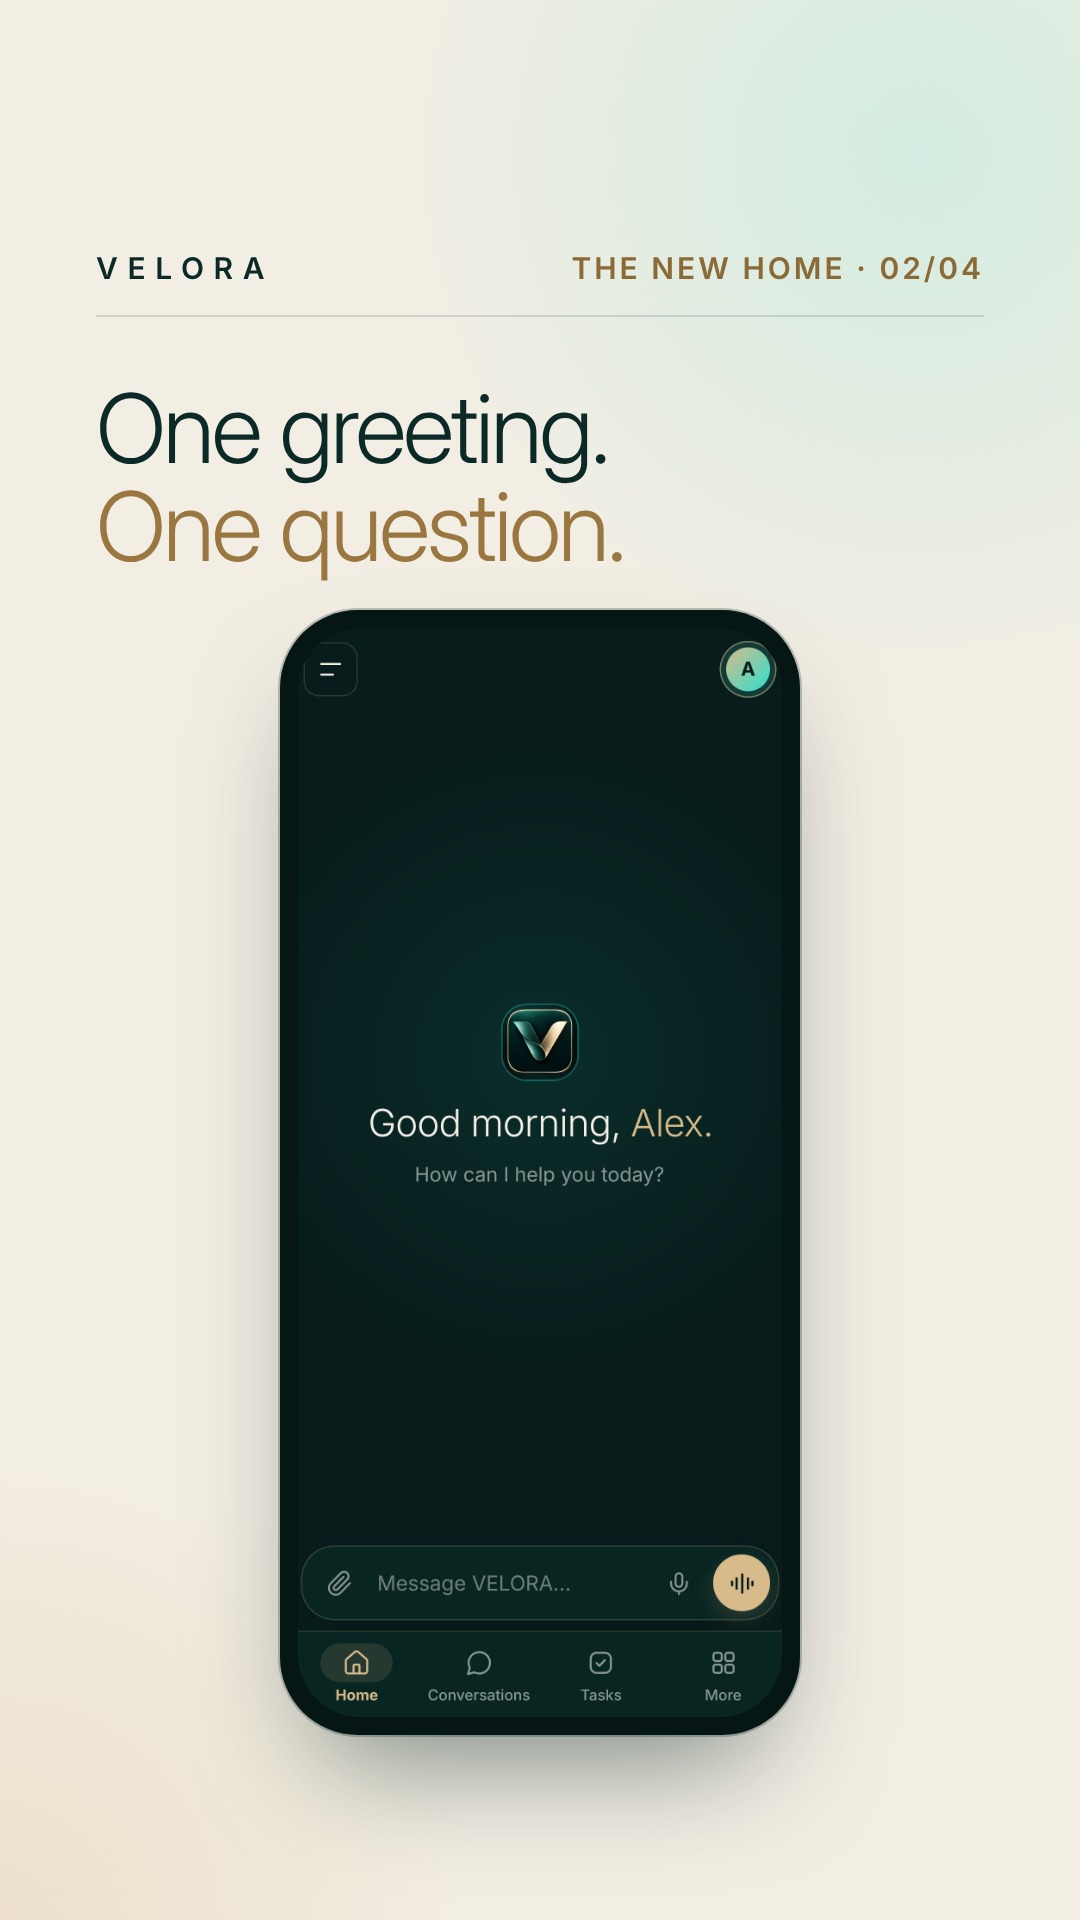 VELORA
THE NEW HOME · 02/04
One greeting.
One question.
A
Good morning, Alex.
How can I help you today?
Message VELORA...
Home
Conversations
Tasks
More